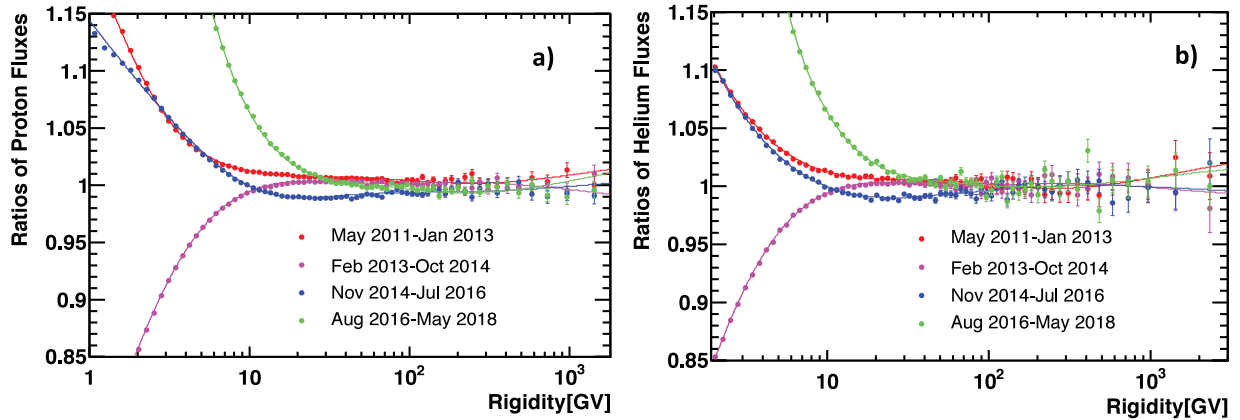 Ratios of Proton Fluxes
1.15
1.1
1.05
1
0.95
0.9
0.85
a)
May 2011-Jan 2013
Feb 2013-Oct 2014
Nov 2014-Jul 2016
Aug 2016-May 2018
1 10 10² 10³
Rigidity[GV]
Ratios of Helium Fluxes
1.15
1.1
1.05
1
0.95
0.9
0.85
b)
May 2011-Jan 2013
Feb 2013-Oct 2014
Nov 2014-Jul 2016
Aug 2016-May 2018
10 10² 10³
Rigidity[GV]